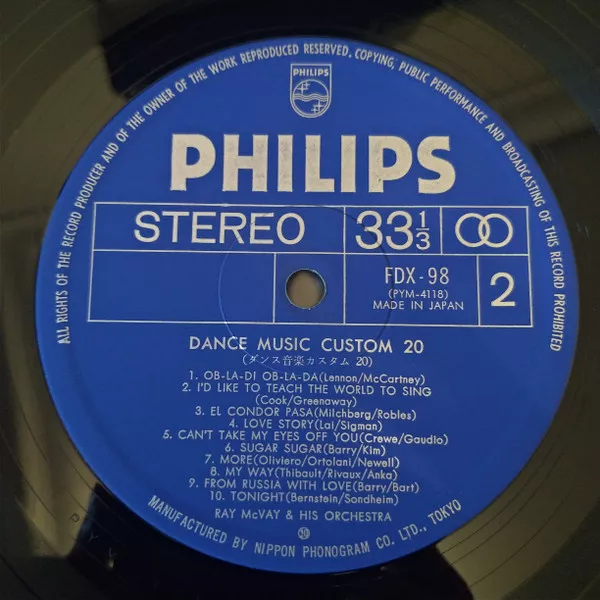 ALL RIGHTS OF THE RECORD PRODUCER AND OF THE OWNER OF THE WORK REPRODUCED RESERVED, COPYING, PUBLIC PERFORMANCE AND BROADCASTING OF THIS RECORD PROHIBITED
PHILIPS
PHILIPS
STEREO 33 1/3
FDX-98
(PYM-4118)
MADE IN JAPAN
2
DANCE MUSIC CUSTOM 20
(ダンス音楽カスタム 20)
1. OB-LA-DI OB-LA-DA(Lennon/McCartney)
2. I'D LIKE TO TEACH THE WORLD TO SING
(Cook/Greenaway)
3. EL CONDOR PASA(Milchberg/Robles)
4. LOVE STORY(Lai/Sigman)
5. CAN'T TAKE MY EYES OFF YOU(Crewe/Gaudio)
6. SUGAR SUGAR(Barry/Kim)
7. MORE(Oliviero/Ortolani/Newell)
8. MY WAY(Thibault/Rivaux/Anka)
9. FROM RUSSIA WITH LOVE(Barry/Bart)
10. TONIGHT(Bernstein/Sondheim)
RAY McVAY & HIS ORCHESTRA
MANUFACTURED BY NIPPON PHONOGRAM CO. LTD., TOKYO